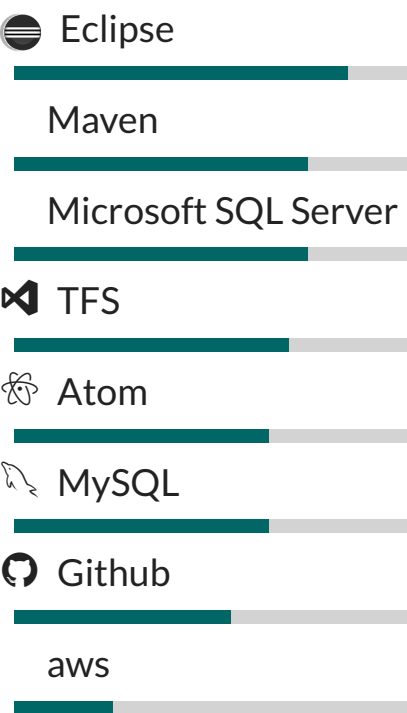 Eclipse
Maven
Microsoft SQL Server
TFS
Atom
MySQL
Github
aws